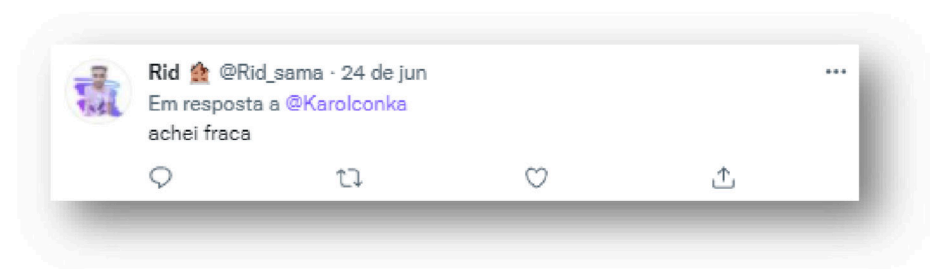 Rid 🏠 @Rid_sama · 24 de jun
Em resposta a @Karolconka
achei fraca